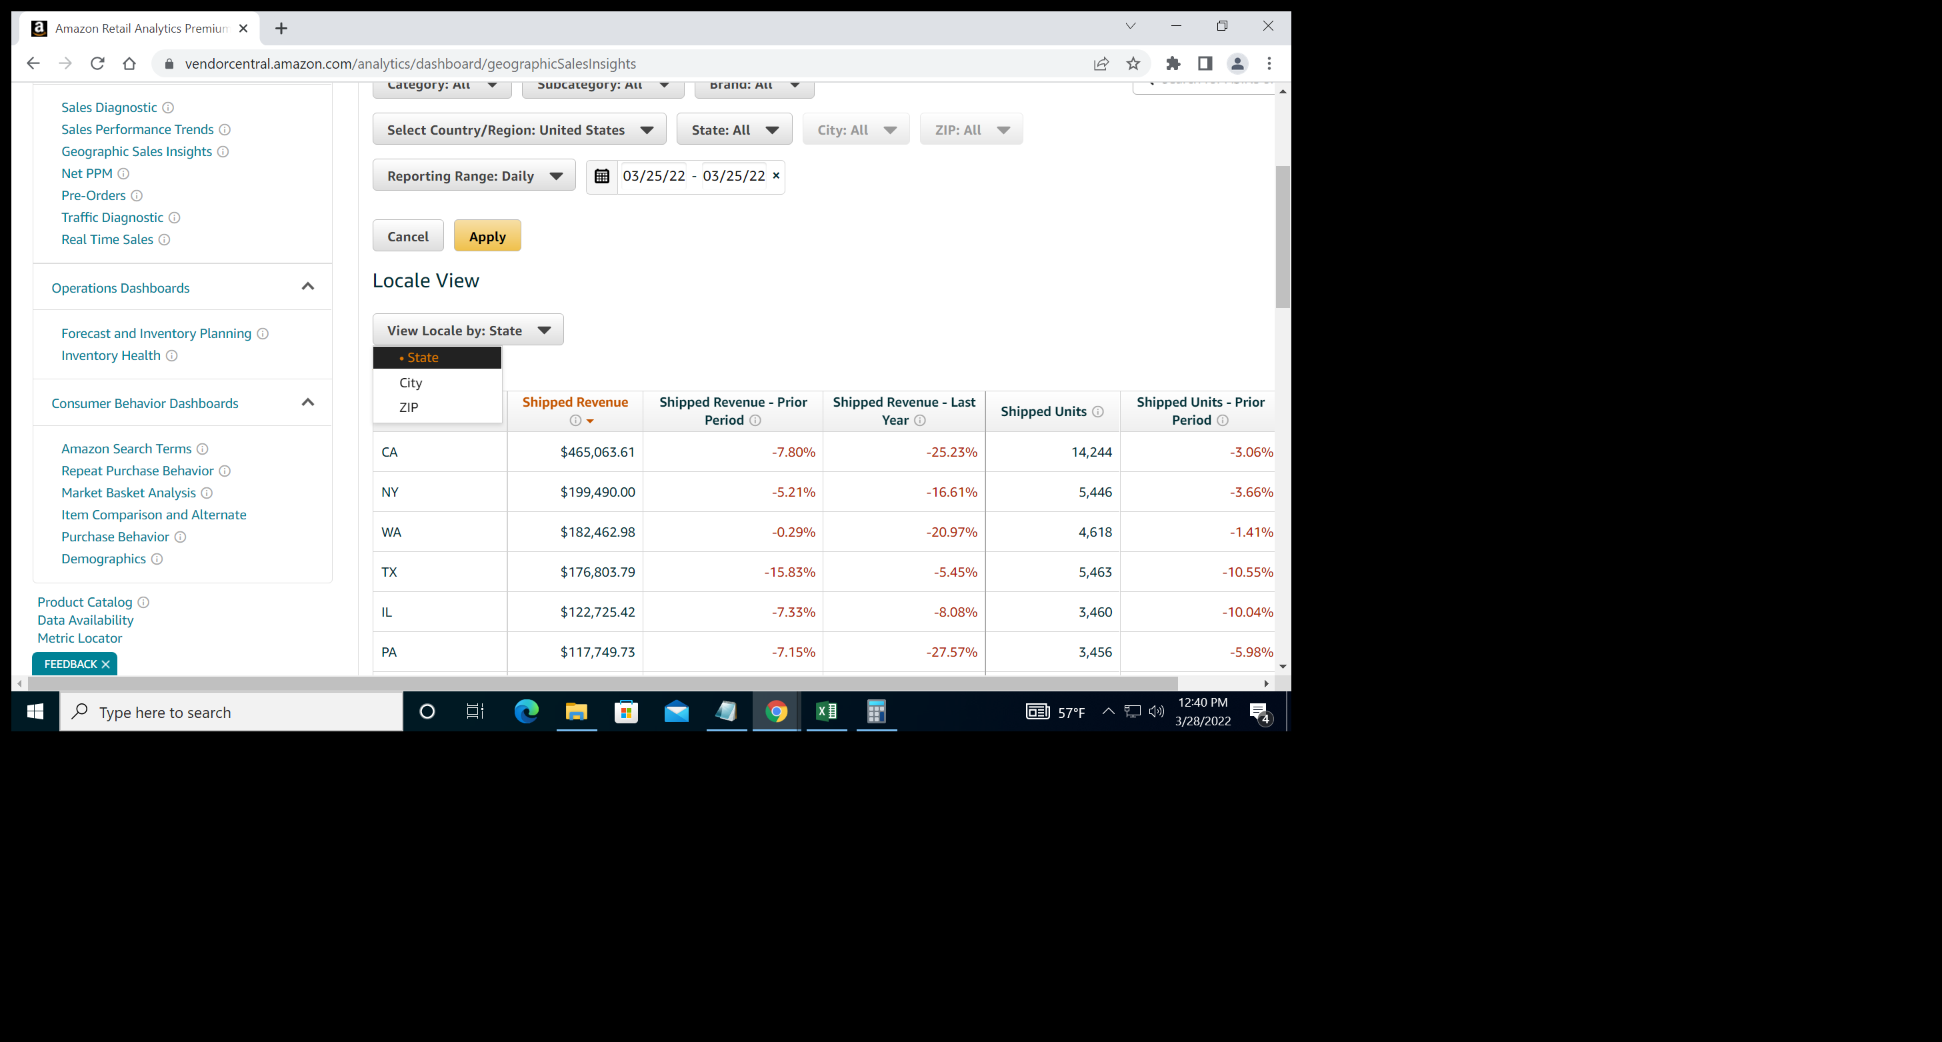 Amazon Retail Analytics Premium
vendorcentral.amazon.com/analytics/dashboard/geographicSalesInsights
Category: All
Subcategory: All
Brand: All
Select Country/Region: United States
State: All
City: All
ZIP: All
Reporting Range: Daily
03/25/22 - 03/25/22 ×
Cancel
Apply
Sales Diagnostic
Sales Performance Trends
Geographic Sales Insights
Net PPM
Pre-Orders
Traffic Diagnostic
Real Time Sales
Operations Dashboards
Forecast and Inventory Planning
Inventory Health
Consumer Behavior Dashboards
Amazon Search Terms
Repeat Purchase Behavior
Market Basket Analysis
Item Comparison and Alternate
Purchase Behavior
Demographics
Product Catalog
Data Availability
Metric Locator
FEEDBACK ×
Locale View
View Locale by: State
• State
City
ZIP
Shipped Revenue
Shipped Revenue - Prior
Period
Shipped Revenue - Last
Year
Shipped Units
Shipped Units - Prior
Period
CA $465,063.61 -7.80% -25.23% 14,244 -3.06%
NY $199,490.00 -5.21% -16.61% 5,446 -3.66%
WA $182,462.98 -0.29% -20.97% 4,618 -1.41%
TX $176,803.79 -15.83% -5.45% 5,463 -10.55%
IL $122,725.42 -7.33% -8.08% 3,460 -10.04%
PA $117,749.73 -7.15% -27.57% 3,456 -5.98%
Type here to search
57°F
12:40 PM
3/28/2022
4